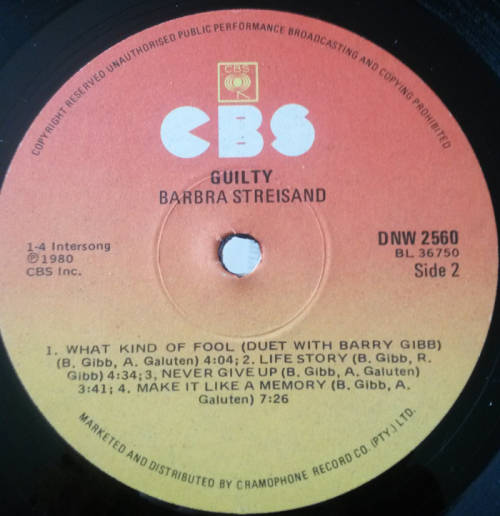 COPYRIGHT RESERVED UNAUTHORISED PUBLIC PERFORMANCE BROADCASTING AND COPYING PROHIBITED
CBS
CBS
GUILTY
BARBRA STREISAND
1-4 Intersong
℗ 1980
CBS Inc.
DNW 2560
BL 36750
Side 2
1. WHAT KIND OF FOOL (DUET WITH BARRY GIBB)
(B. Gibb, A. Galuten) 4:04; 2. LIFE STORY (B. Gibb, R.
Gibb) 4:34; 3, NEVER GIVE UP (B. Gibb, A. Galuten)
3:41; 4. MAKE IT LIKE A MEMORY (B. Gibb, A.
Galuten) 7:26
MARKETED AND DISTRIBUTED BY GRAMOPHONE RECORD CO. (PTY.) LTD.